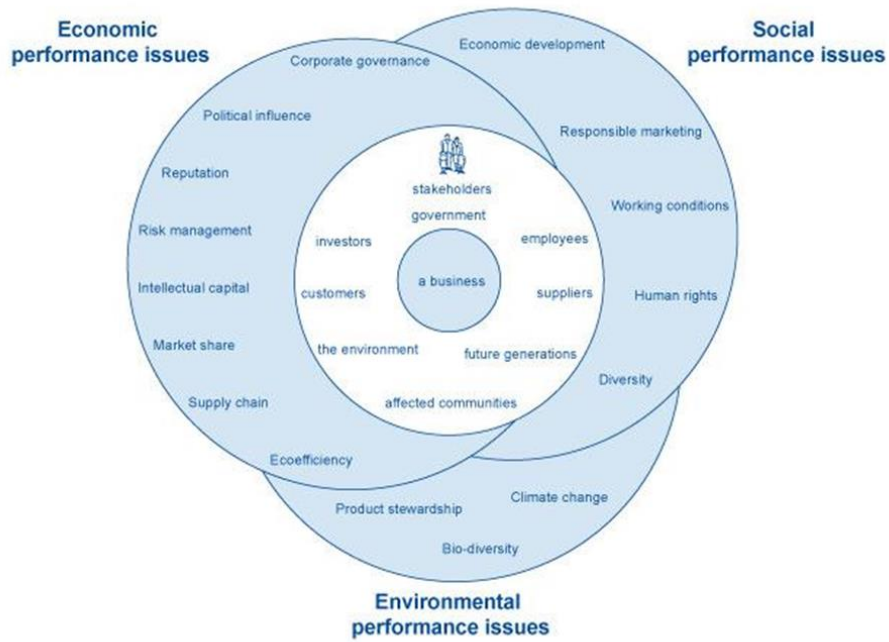 Economic
performance issues
Social
performance issues
Economic development
Corporate governance
Political influence
Responsible marketing
Reputation
stakeholders
Working conditions
government
Risk management
investors
employees
a business
Intellectual capital
customers
suppliers
Human rights
Market share
the environment
future generations
Diversity
Supply chain
affected communities
Ecoefficiency
Climate change
Product stewardship
Bio-diversity
Environmental
performance issues